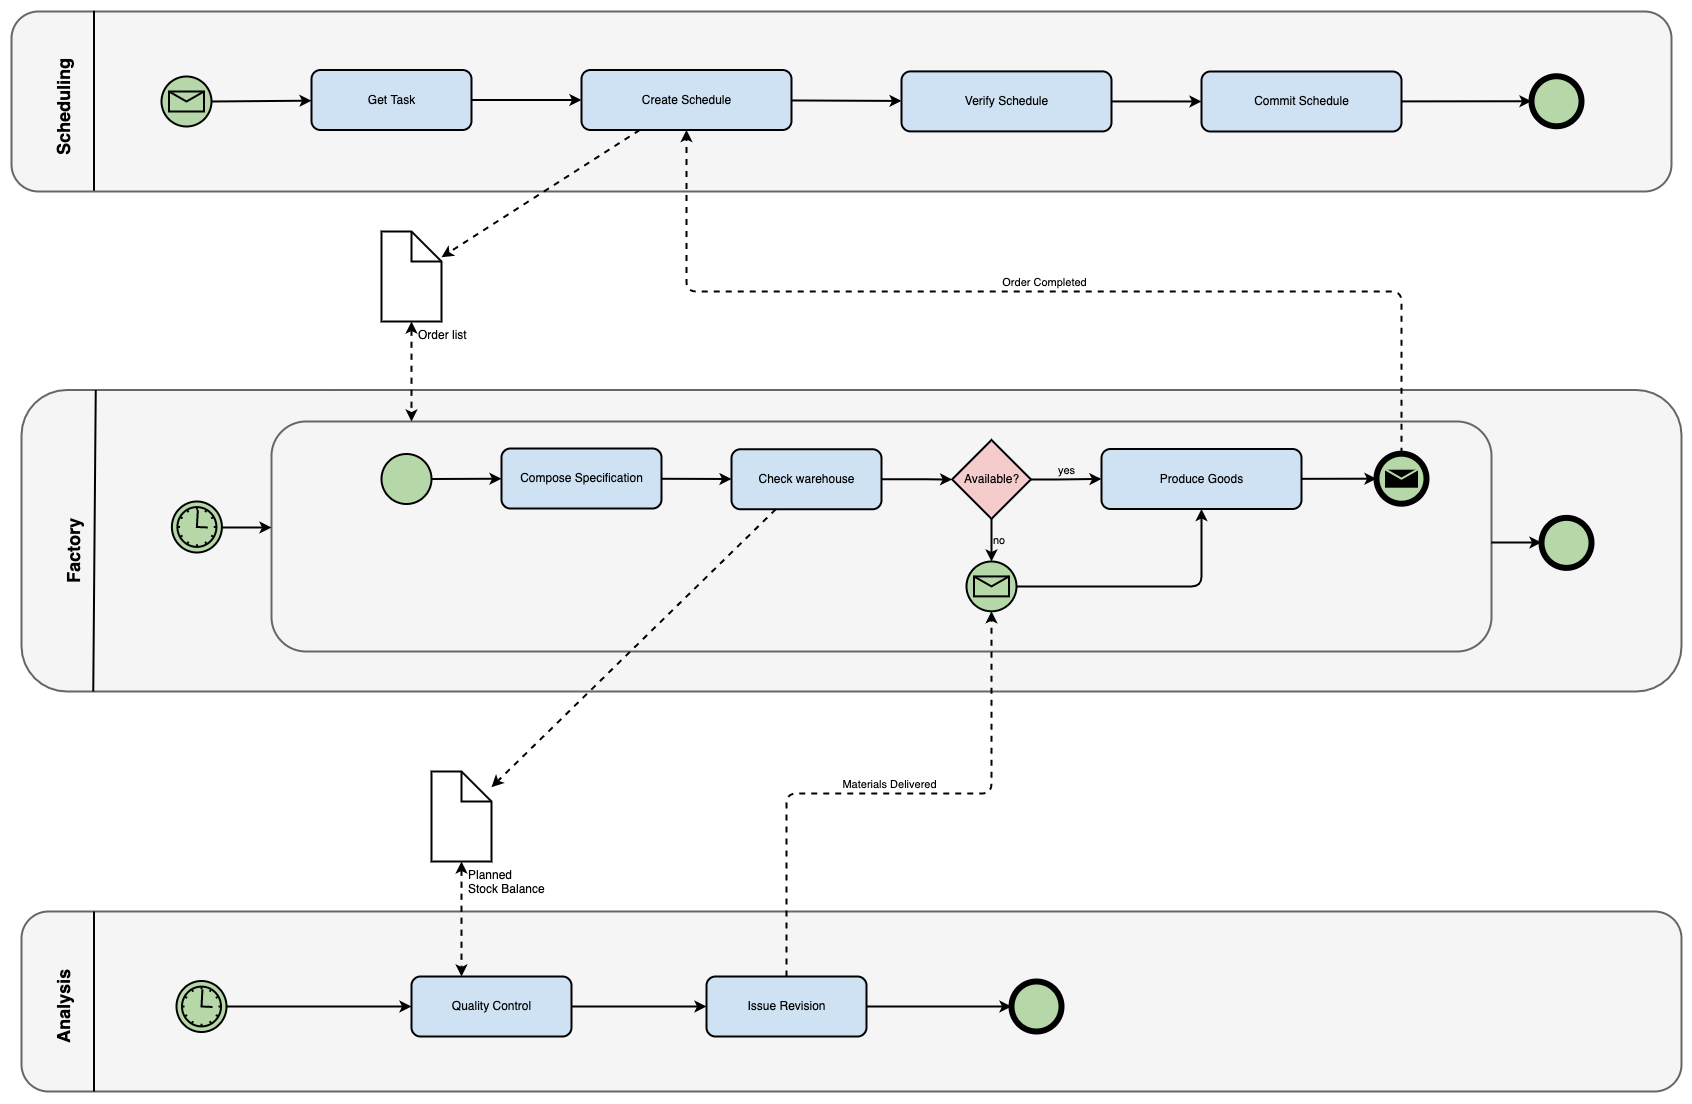 Scheduling
Get Task
Create Schedule
Verify Schedule
Commit Schedule
Order Completed
Order list
Factory
Compose Specification
Check warehouse
Available?
yes
Produce Goods
no
Materials Delivered
Planned
Stock Balance
Analysis
Quality Control
Issue Revision